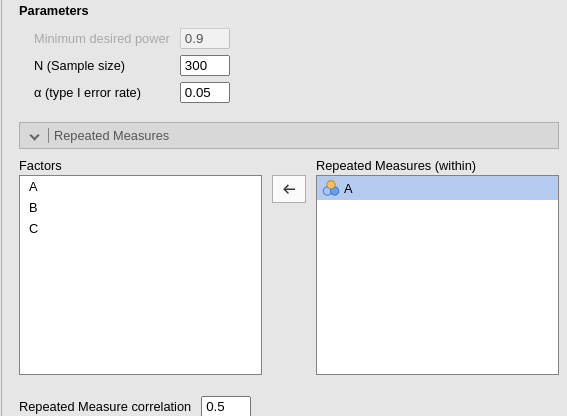 Parameters
Minimum desired power 0.9
N (Sample size) 300
α (type I error rate) 0.05
Repeated Measures
Factors
Repeated Measures (within)
A
A
B
C
Repeated Measure correlation 0.5